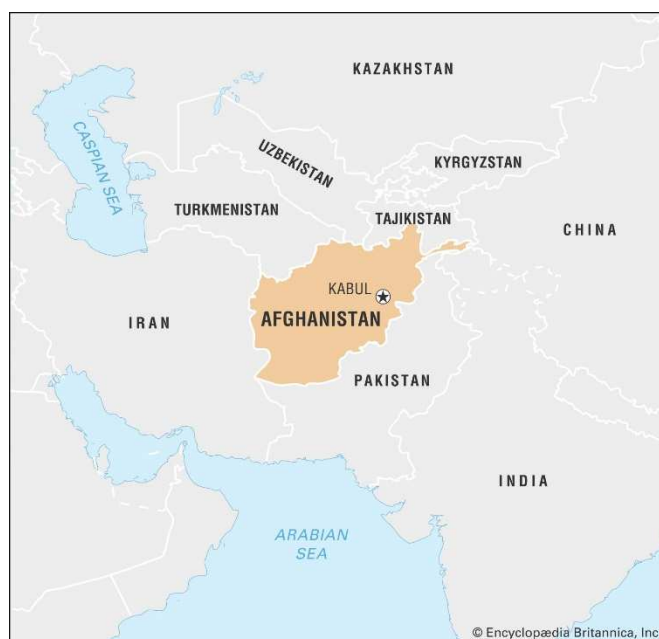 KAZAKHSTAN
CASPIAN SEA
UZBEKISTAN
KYRGYZSTAN
TURKMENISTAN
TAJIKISTAN
CHINA
KABUL
IRAN
AFGHANISTAN
PAKISTAN
INDIA
ARABIAN
SEA
© Encyclopædia Britannica, Inc.